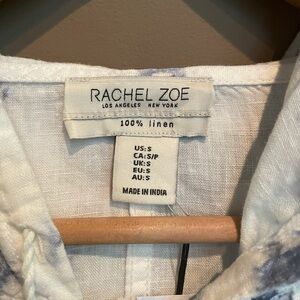 RACHEL ZOE
LOS ANGELES NEW YORK
100% linen
US:S
CA:S/P
UK:S
EU:S
AU:S
MADE IN INDIA